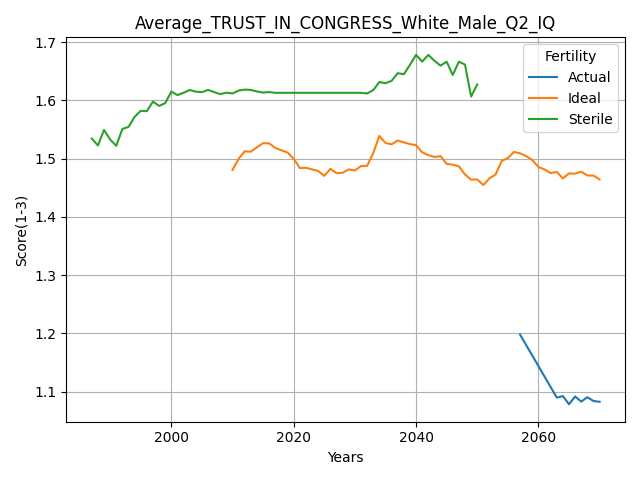 Average_TRUST_IN_CONGRESS_White_Male_Q2_IQ
1.7
1.6
1.5
1.4
1.3
1.2
1.1
Score(1-3)
Fertility
Actual
Ideal
Sterile
2000
2020
2040
2060
Years